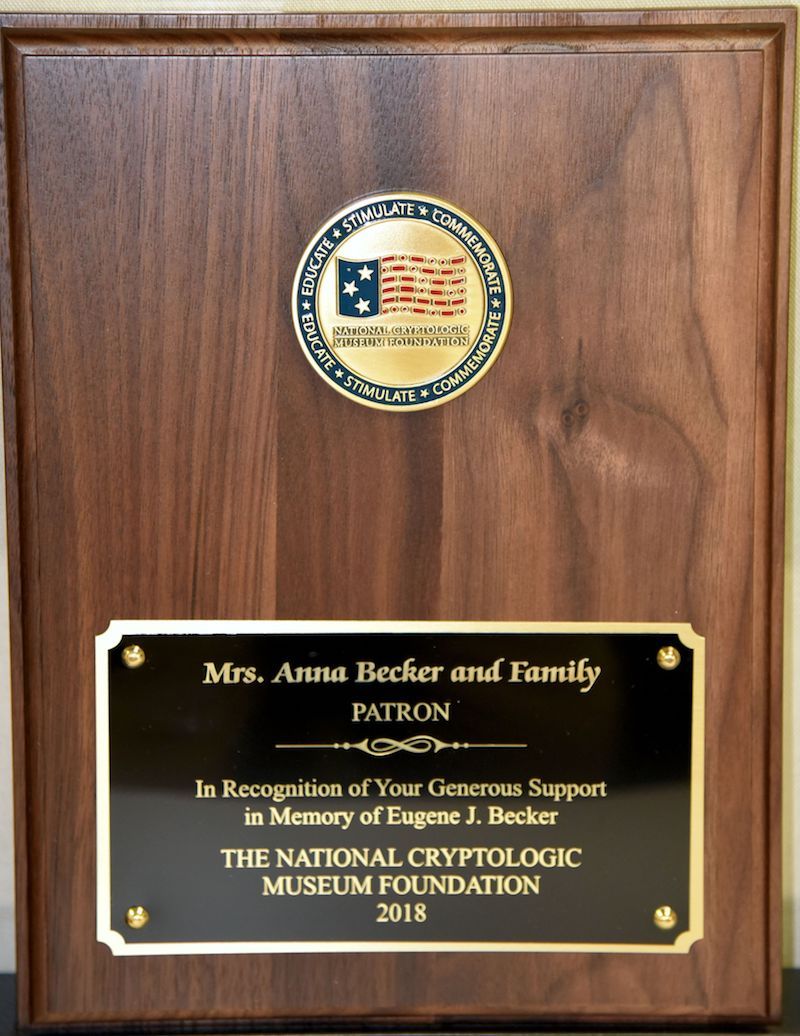 EDUCATE ★ STIMULATE ★ COMMEMORATE ★
NATIONAL CRYPTOLOGIC
MUSEUM FOUNDATION
EDUCATE ★ STIMULATE ★ COMMEMORATE ★
Mrs. Anna Becker and Family
PATRON
In Recognition of Your Generous Support
in Memory of Eugene J. Becker
THE NATIONAL CRYPTOLOGIC
MUSEUM FOUNDATION
2018